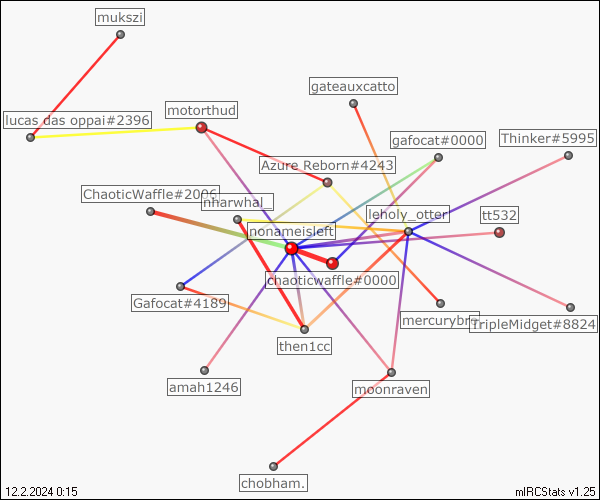 mukszi
gateauxcatto
motorthud
lucas das oppai#2396
gafocat#0000
Thinker#5995
Azure Reborn#4243
ChaoticWaffle#2006
nharwhal_
leholy_otter
tt532
nonameisleft
chaoticwaffle#0000
Gafocat#4189
mercurybr
TripleMidget#8824
then1cc
amah1246
moonraven
chobham.
12.2.2024 0:15
mIRCStats v1.25